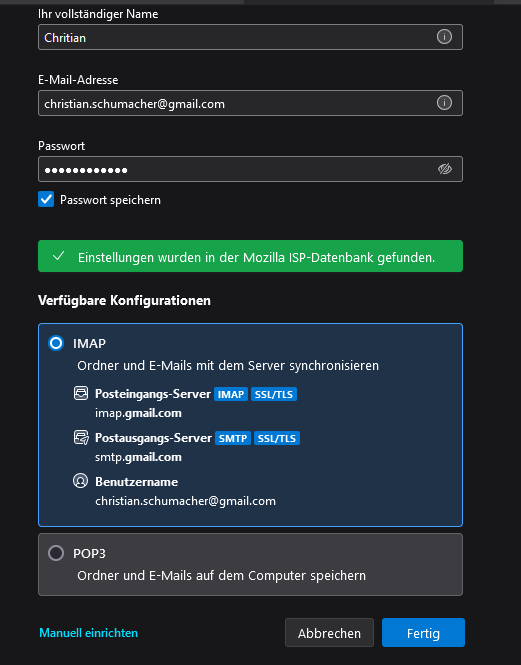 Ihr vollständiger Name
Chritian
E-Mail-Adresse
christian.schumacher@gmail.com
Passwort
••••••••••••
Passwort speichern
Einstellungen wurden in der Mozilla ISP-Datenbank gefunden.
Verfügbare Konfigurationen
IMAP
Ordner und E-Mails mit dem Server synchronisieren
Posteingangs-Server IMAP SSL/TLS
imap.gmail.com
Postausgangs-Server SMTP SSL/TLS
smtp.gmail.com
Benutzername
christian.schumacher@gmail.com
POP3
Ordner und E-Mails auf dem Computer speichern
Manuell einrichten Abbrechen Fertig